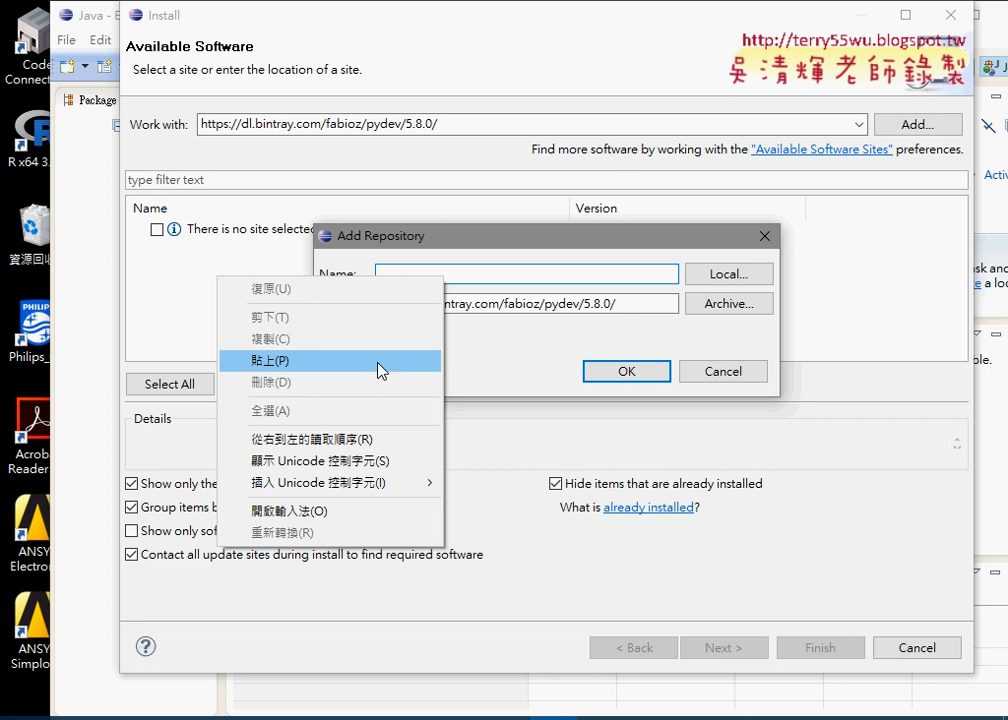 Code
Connect
R x64 3.
資源回收
PHILIPS
Philips_
Acrob
Reader
ANSY
Electron
ANSY
Simplo
Java - E
File Edit
Package
Install
Available Software
Select a site or enter the location of a site.
http://terry55wu.blogspot.tw
吳清輝老師錄製
Work with: https://dl.bintray.com/fabioz/pydev/5.8.0/ Add...
Find more software by working with the "Available Software Sites" preferences.
type filter text
Name Version
There is no site selected
Add Repository
Name: Local...
ntray.com/fabioz/pydev/5.8.0/ Archive...
OK Cancel
復原(U)
剪下(T)
複製(C)
貼上(P)
刪除(D)
全選(A)
從右到左的讀取順序(R)
顯示 Unicode 控制字元(S)
插入 Unicode 控制字元(I)
開啟輸入法(O)
重新轉換(R)
Select All
Details
Show only the
Hide items that are already installed
Group items b
What is already installed?
Show only sof
Contact all update sites during install to find required software
< Back Next > Finish Cancel
J
Activ
sk and
e a loc
ble.